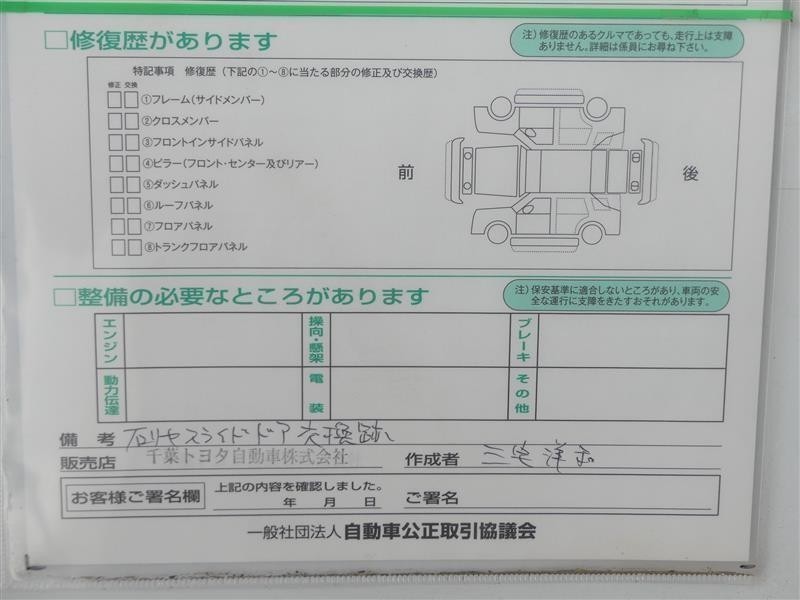 □修復歴があります
注）修復歴のあるクルマであっても、走行上は支障
ありません。詳細は係員にお尋ね下さい。
特記事項　修復歴（下記の①～⑧に当たる部分の修正及び交換歴）
修正 交換
□□①フレーム（サイドメンバー）
□□②クロスメンバー
□□③フロントインサイドパネル
□□④ピラー（フロント・センター及びリアー）
□□⑤ダッシュパネル
□□⑥ルーフパネル
□□⑦フロアパネル
□□⑧トランクフロアパネル
前
後
□整備の必要なところがあります
注）保安基準に適合しないところがあり、車両の安
全な運行に支障をきたすおそれがあります。
エンジン
操向・懸架
ブレーキ
動力伝達
電装
その他
備考 右リヤスライドドア交換跡
販売店 千葉トヨタ自動車株式会社 作成者 三宅洋
お客様ご署名欄
上記の内容を確認しました。
年　月　日 ご署名
一般社団法人 自動車公正取引協議会